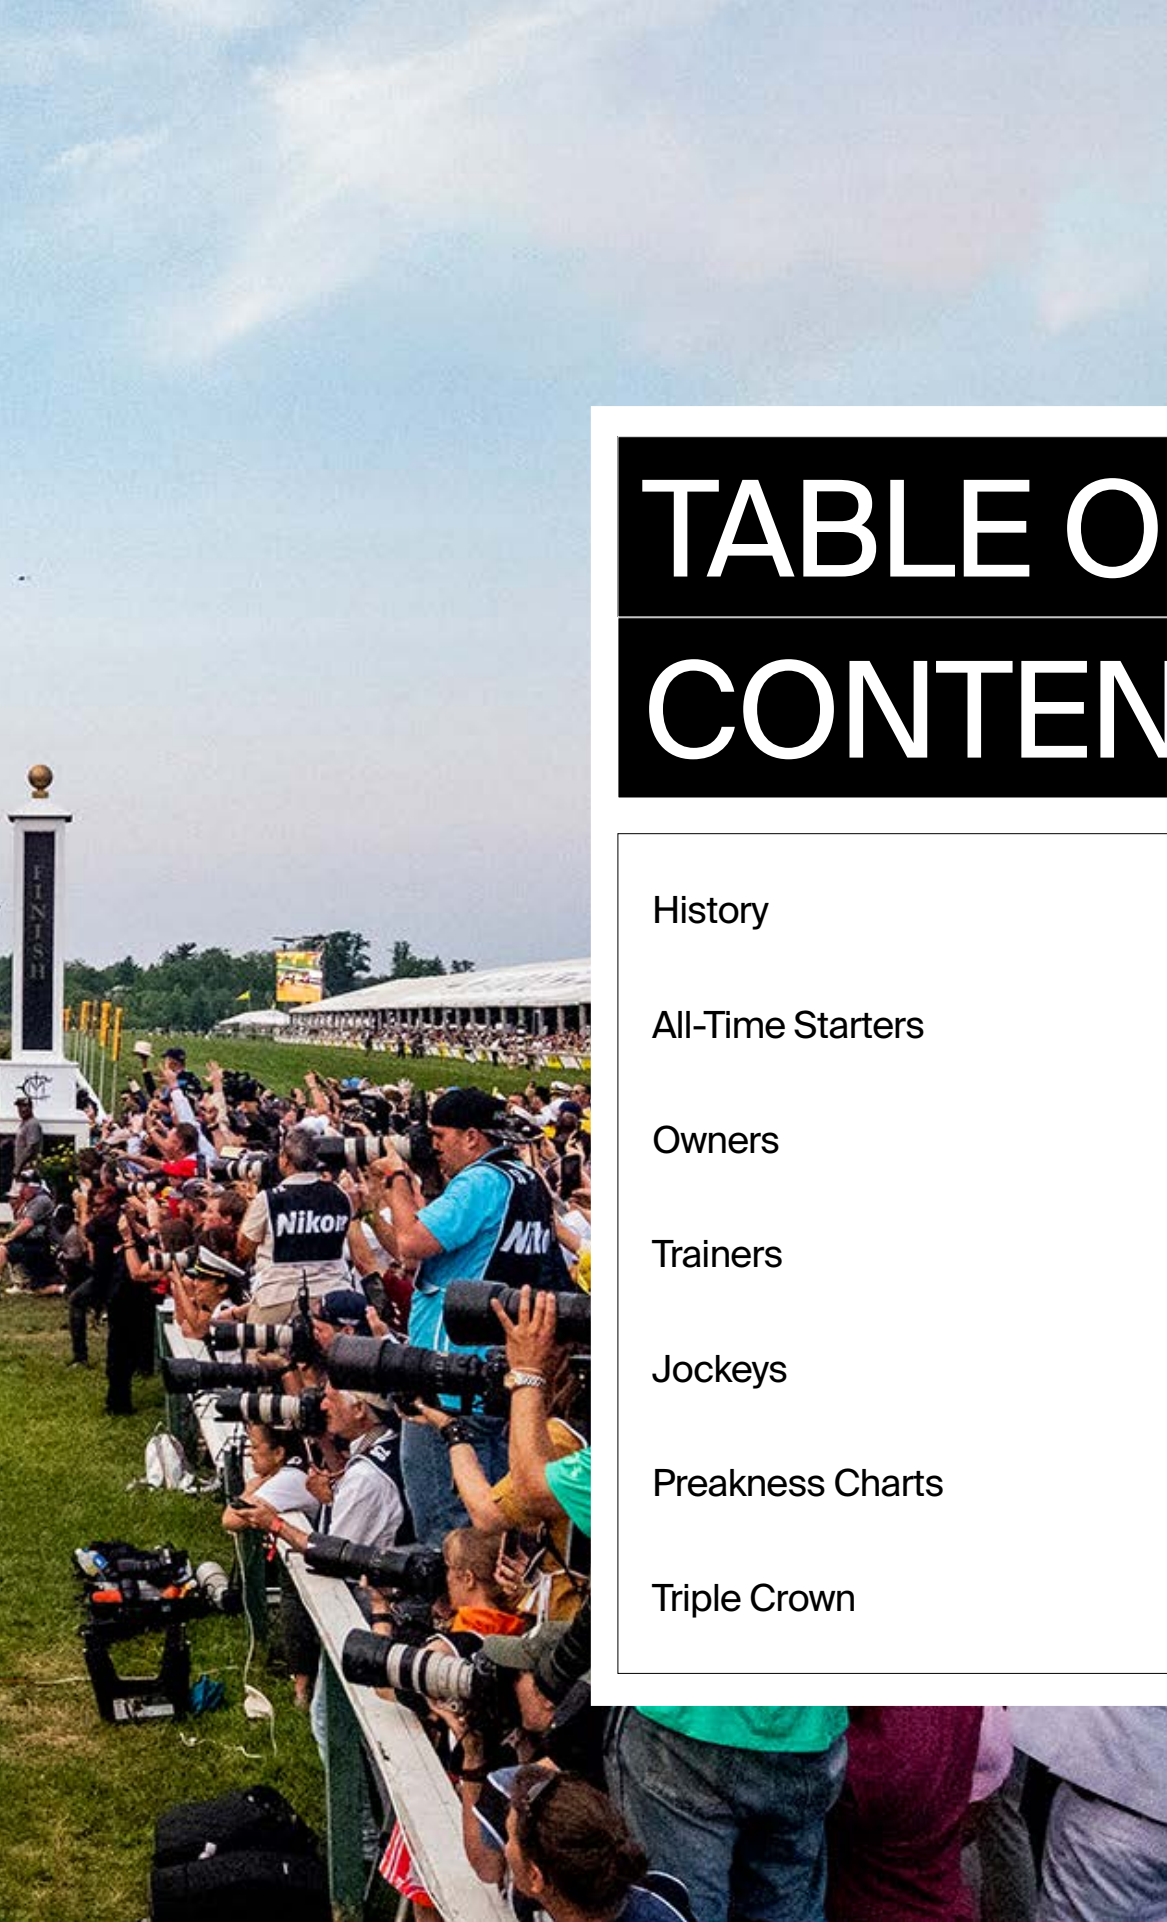 TABLE O
CONTEN
History
All-Time Starters
Owners
Trainers
Jockeys
Preakness Charts
Triple Crown
FINISH
Nikon